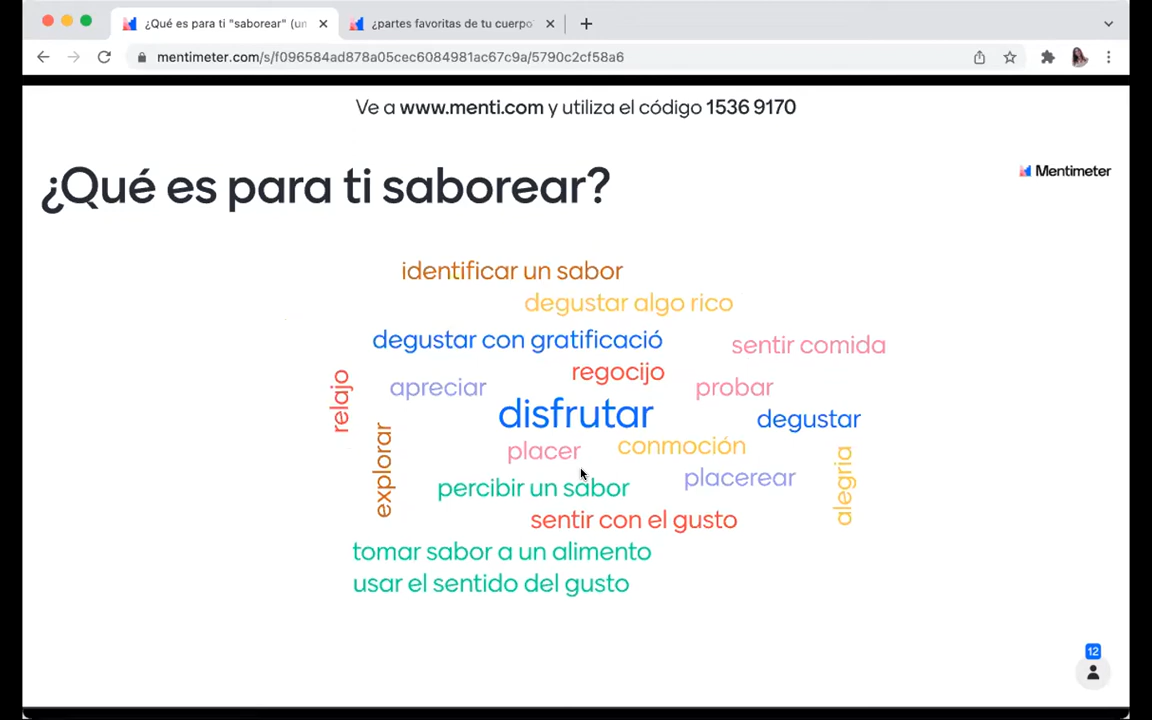 ¿Qué es para ti "saborear" (un
¿partes favoritas de tu cuerpo
mentimeter.com/s/f096584ad878a05cec6084981ac67c9a/5790c2cf58a6
Ve a www.menti.com y utiliza el código 1536 9170
¿Qué es para ti saborear?
Mentimeter
identificar un sabor
degustar algo rico
degustar con gratificació
sentir comida
regocijo
relajo
apreciar
probar
disfrutar
degustar
explorar
placer
conmoción
placerear
alegria
percibir un sabor
sentir con el gusto
tomar sabor a un alimento
usar el sentido del gusto
12